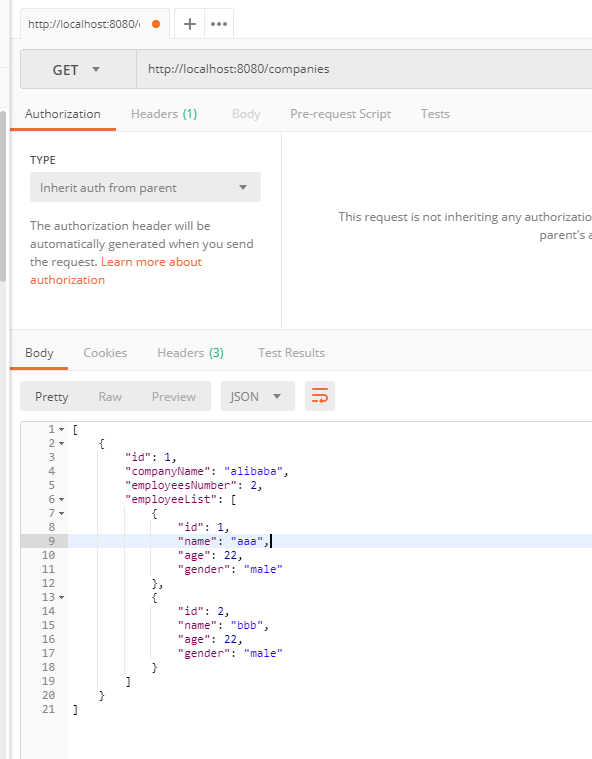 http://localhost:8080/
GET http://localhost:8080/companies
Authorization Headers (1) Body Pre-request Script Tests
TYPE
Inherit auth from parent
The authorization header will be
automatically generated when you send
the request. Learn more about
authorization
This request is not inheriting any
parent's
Body Cookies Headers (3) Test Results
Pretty Raw Preview JSON
1 [
2 {
3 "id": 1,
4 "companyName": "alibaba",
5 "employeesNumber": 2,
6 "employeeList": [
7 {
8 "id": 1,
9 "name": "aaa",
10 "age": 22,
11 "gender": "male"
12 },
13 {
14 "id": 2,
15 "name": "bbb",
16 "age": 22,
17 "gender": "male"
18 }
19 ]
20 }
21 ]